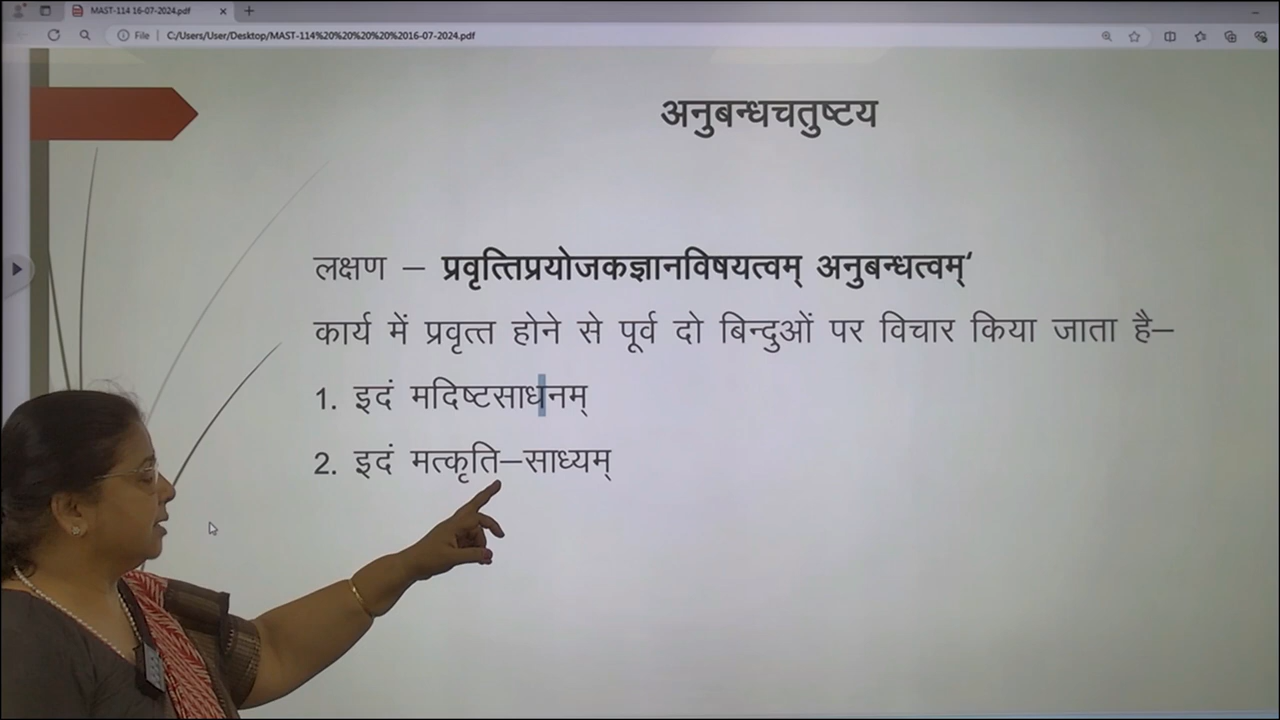 MAST-114 16-07-2024.pdf
File C:/Users/User/Desktop/MAST-114%20%20%20%20%2016-07-2024.pdf
अनुबन्धचतुष्टय
लक्षण – प्रवृत्तिप्रयोजकज्ञानविषयत्वम् अनुबन्धत्वम्’
कार्य में प्रवृत्त होने से पूर्व दो बिन्दुओं पर विचार किया जाता है–
1. इदं मदिष्टसाधनम्
2. इदं मत्कृति–साध्यम्